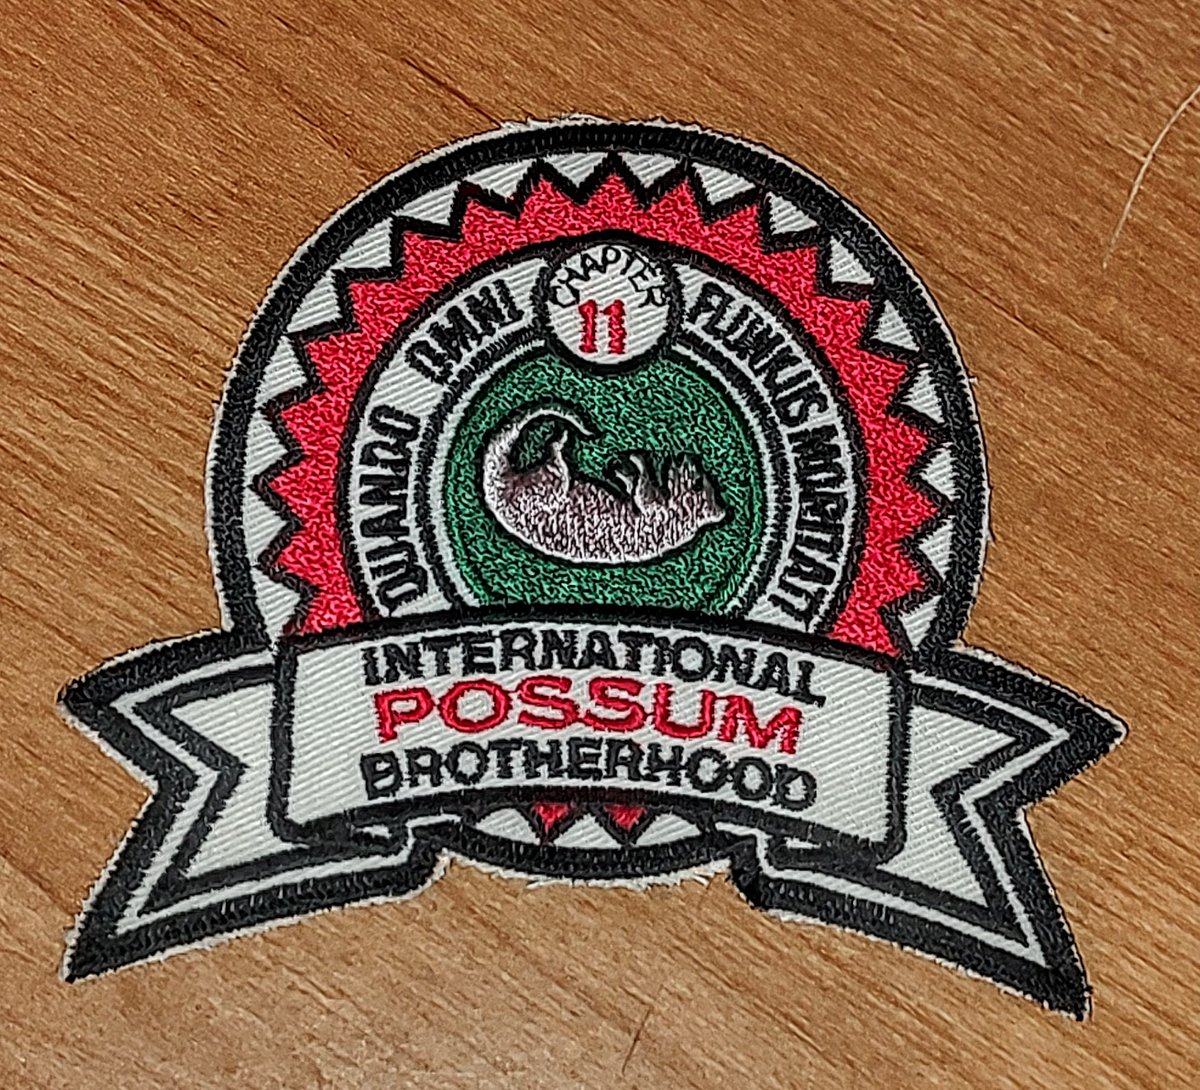 CHAPTER
11
QUANDO OMNI FLUNKUS MORITATI
INTERNATIONAL
POSSUM
BROTHERHOOD